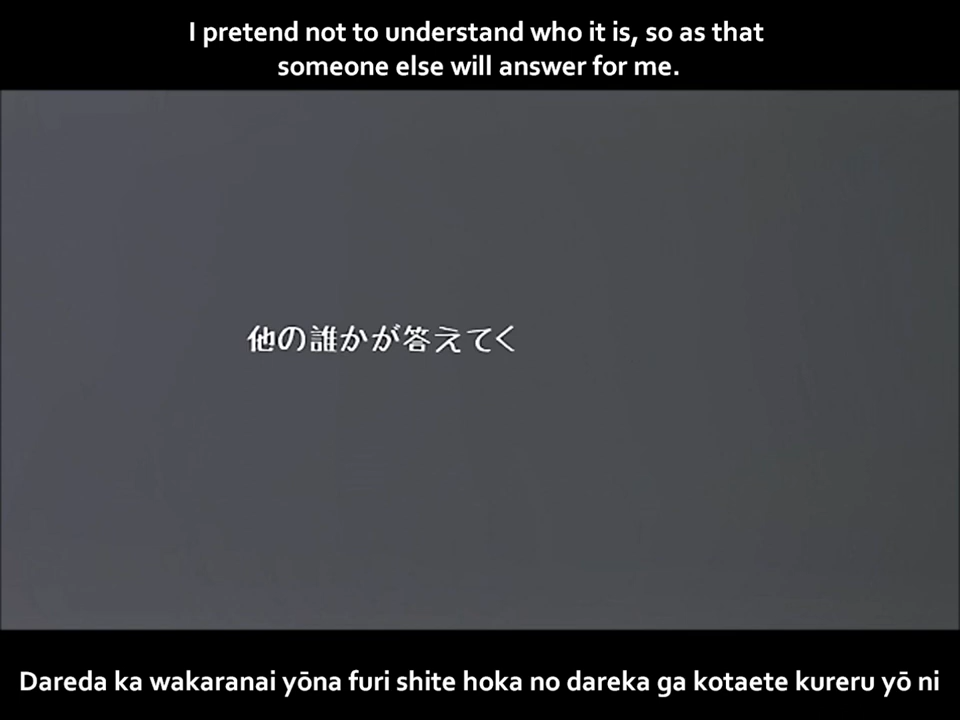 I pretend not to understand who it is, so as that
someone else will answer for me.
他の誰かが答えてく
Dareda ka wakaranai yōna furi shite hoka no dareka ga kotaete kureru yō ni